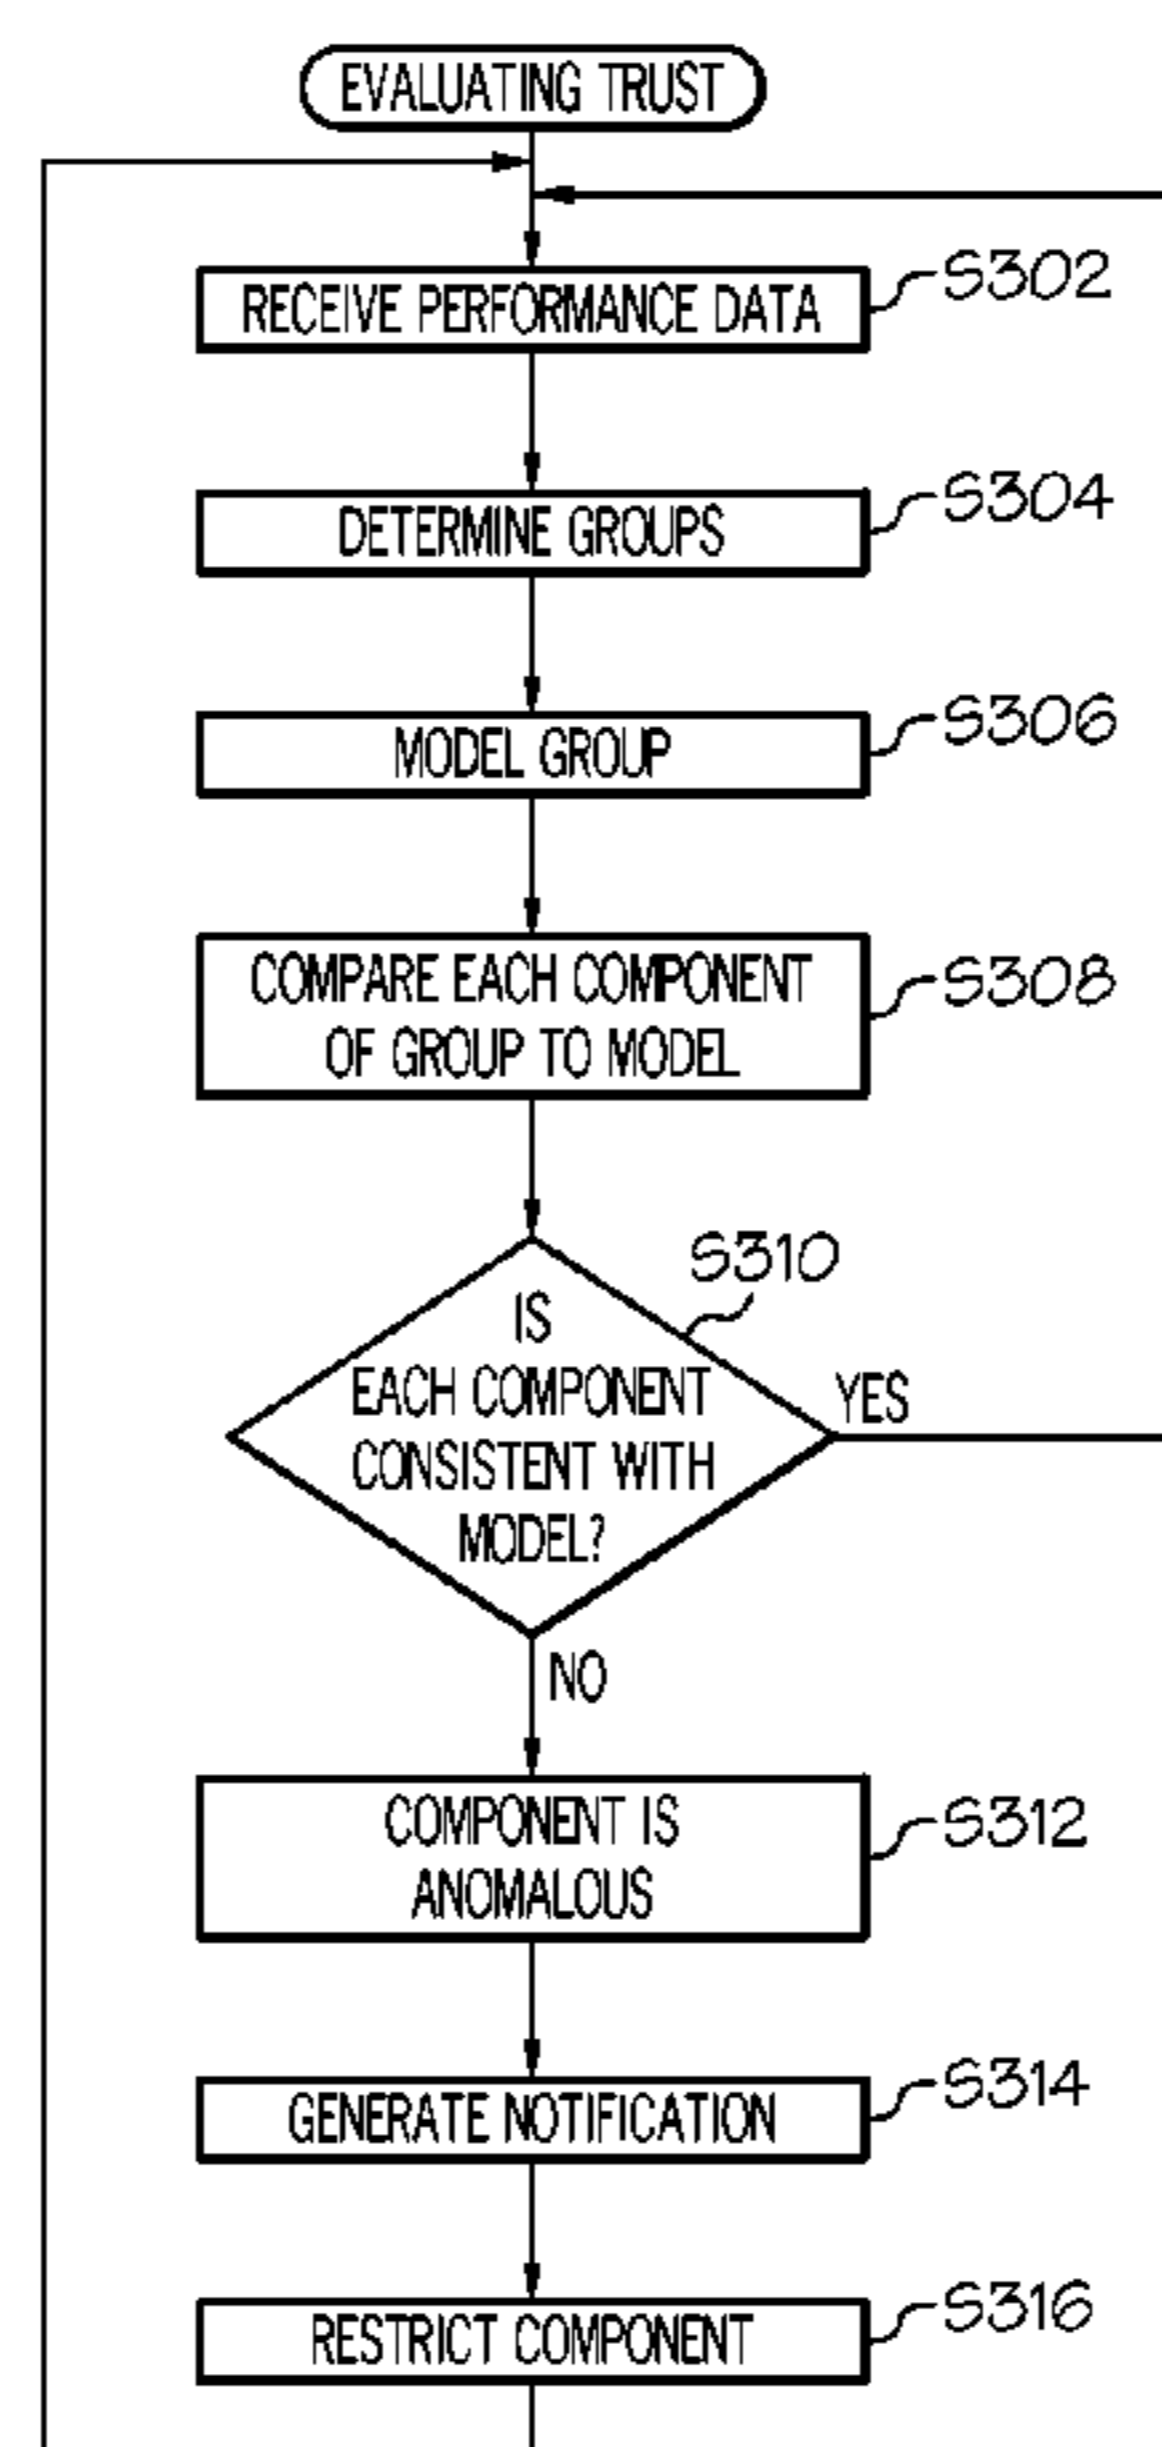 EVALUATING TRUST
RECEIVE PERFORMANCE DATA
S302
DETERMINE GROUPS
S304
MODEL GROUP
S306
COMPARE EACH COMPONENT
OF GROUP TO MODEL
S308
S310
IS
EACH COMPONENT
CONSISTENT WITH
MODEL?
YES
NO
COMPONENT IS
ANOMALOUS
S312
GENERATE NOTIFICATION
S314
RESTRICT COMPONENT
S316